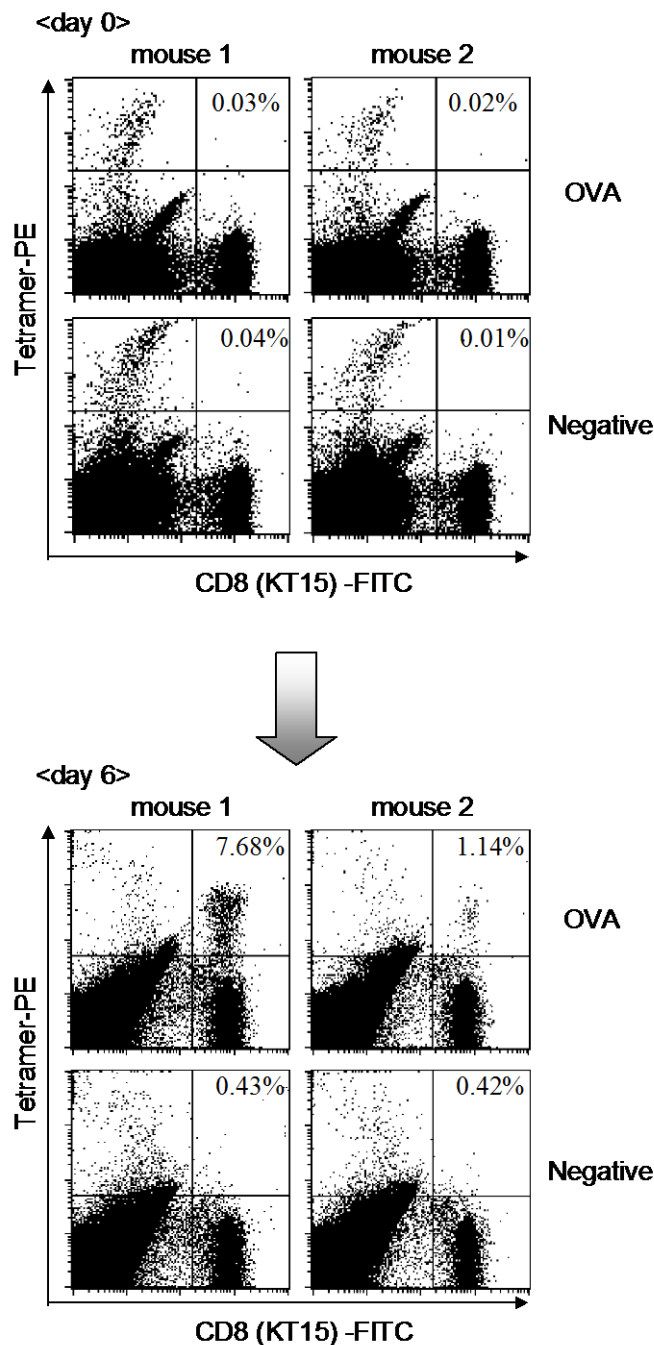 <day 0>
mouse 1 mouse 2
0.03% 0.02%
OVA
Tetramer-PE
0.04% 0.01%
Negative
CD8 (KT15) -FITC
<day 6>
mouse 1 mouse 2
7.68% 1.14%
OVA
Tetramer-PE
0.43% 0.42%
Negative
CD8 (KT15) -FITC